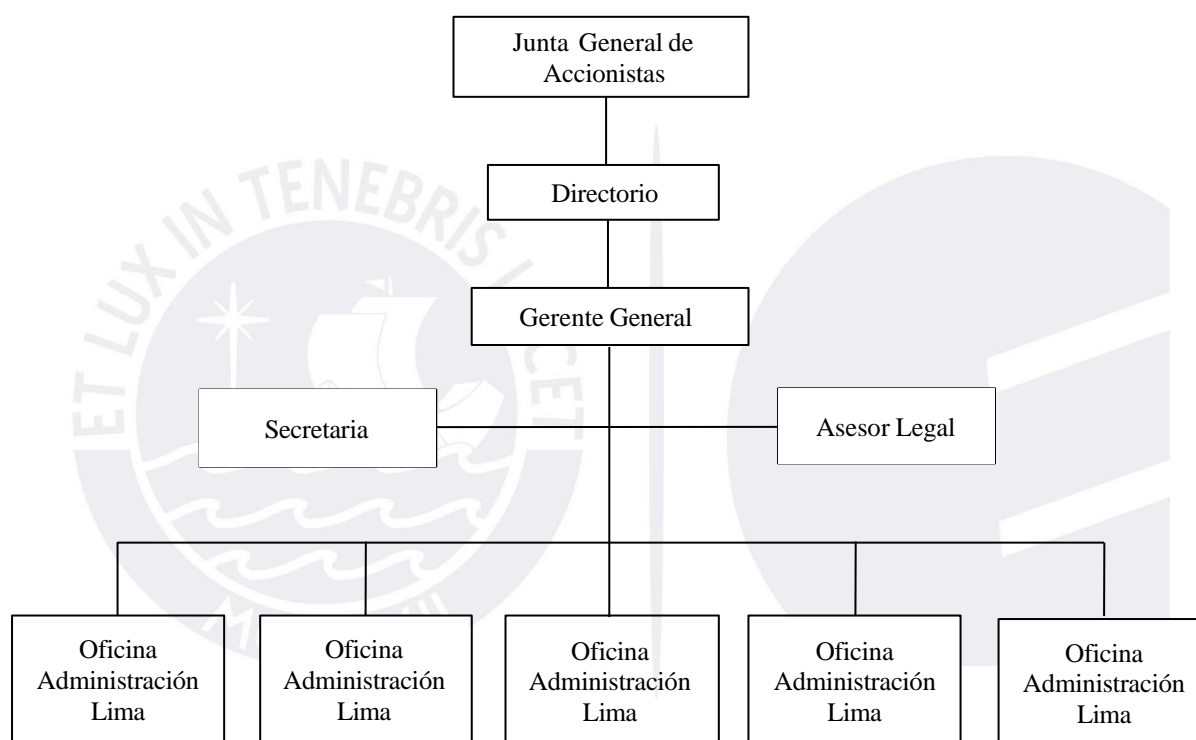 Junta General de
Accionistas
Directorio
Gerente General
Secretaria
Asesor Legal
Oficina
Administración
Lima
Oficina
Administración
Lima
Oficina
Administración
Lima
Oficina
Administración
Lima
Oficina
Administración
Lima
ET LUX IN TENEBRIS